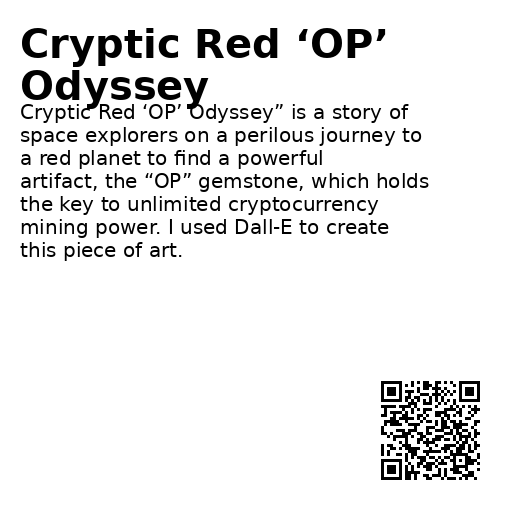 Cryptic Red ‘OP’
Odyssey
Cryptic Red ‘OP’ Odyssey” is a story of
space explorers on a perilous journey to
a red planet to find a powerful
artifact, the “OP” gemstone, which holds
the key to unlimited cryptocurrency
mining power. I used Dall-E to create
this piece of art.